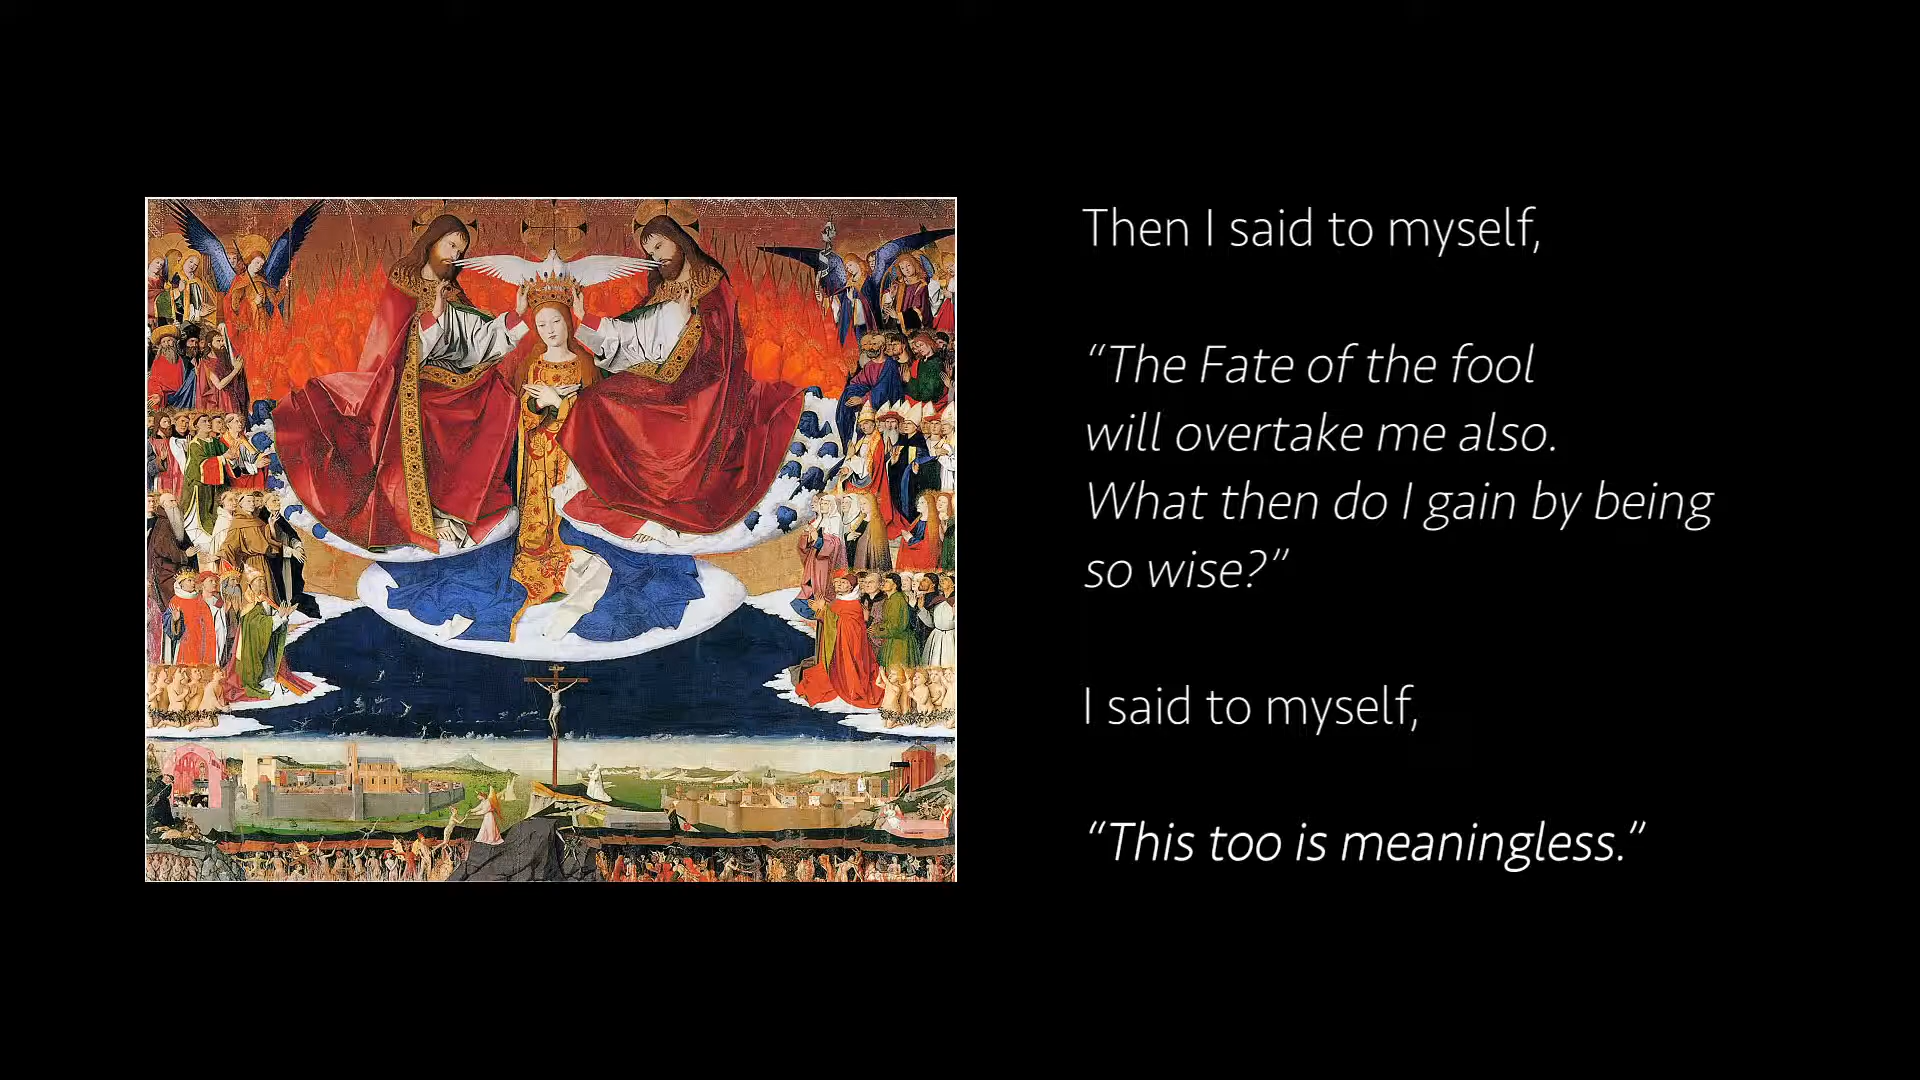 Then I said to myself,
“The Fate of the fool
will overtake me also.
What then do I gain by being
so wise?”
I said to myself,
“This too is meaningless.”